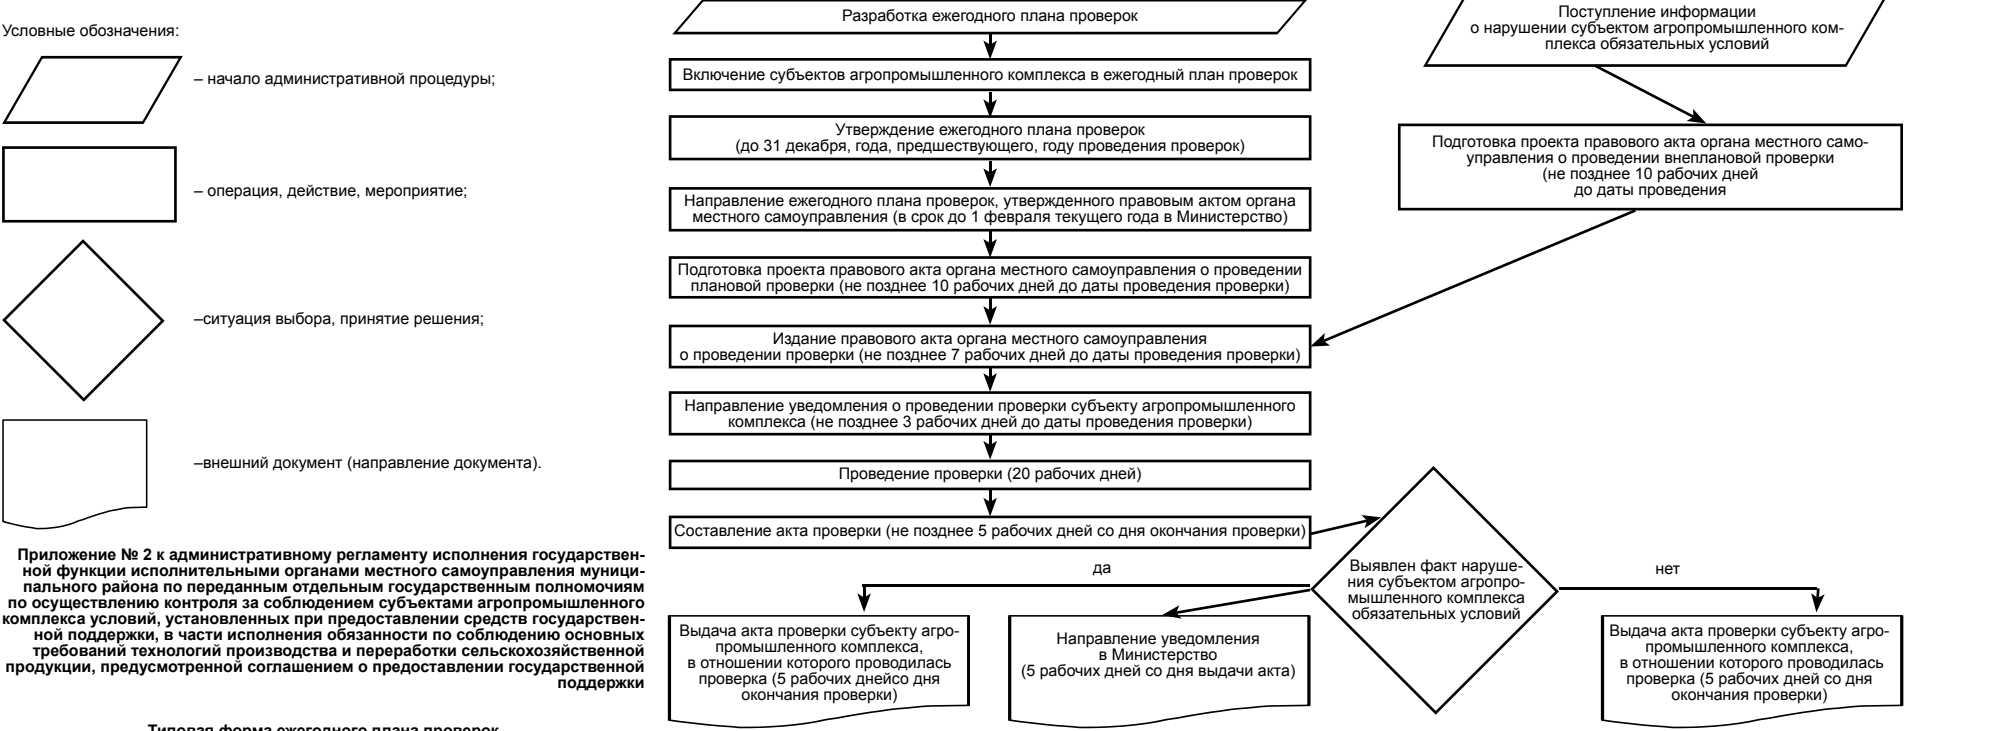 Условные обозначения:
– начало административной процедуры;
– операция, действие, мероприятие;
–ситуация выбора, принятие решения;
–внешний документ (направление документа).
Приложение № 2 к административному регламенту исполнения государствен-
ной функции исполнительными органами местного самоуправления муници-
пального района по переданным отдельным государственным полномочиям
по осуществлению контроля за соблюдением субъектами агропромышленного
комплекса условий, установленных при предоставлении средств государствен-
ной поддержки, в части исполнения обязанности по соблюдению основных
требований технологий производства и переработки сельскохозяйственной
продукции, предусмотренной соглашением о предоставлении государственной
поддержки
Типовая форма ежегодного плана проверок
Разработка ежегодного плана проверок
Включение субъектов агропромышленного комплекса в ежегодный план проверок
Утверждение ежегодного плана проверок
(до 31 декабря, года, предшествующего, году проведения проверок)
Направление ежегодного плана проверок, утвержденного правовым актом органа
местного самоуправления (в срок до 1 февраля текущего года в Министерство)
Подготовка проекта правового акта органа местного самоуправления о проведении
плановой проверки (не позднее 10 рабочих дней до даты проведения проверки)
Издание правового акта органа местного самоуправления
о проведении проверки (не позднее 7 рабочих дней до даты проведения проверки)
Направление уведомления о проведении проверки субъекту агропромышленного
комплекса (не позднее 3 рабочих дней до даты проведения проверки)
Проведение проверки (20 рабочих дней)
Составление акта проверки (не позднее 5 рабочих дней со дня окончания проверки)
Поступление информации
о нарушении субъектом агропромышленного ком-
плекса обязательных условий
Подготовка проекта правового акта органа местного само-
управления о проведении внеплановой проверки
(не позднее 10 рабочих дней
до даты проведения
Выявлен факт наруше-
ния субъектом агропро-
мышленного комплекса
обязательных условий
да
нет
Выдача акта проверки субъекту агро-
промышленного комплекса,
в отношении которого проводилась
проверка (5 рабочих днейсо дня
окончания проверки)
Направление уведомления
в Министерство
(5 рабочих дней со дня выдачи акта)
Выдача акта проверки субъекту агро-
промышленного комплекса,
в отношении которого проводилась
проверка (5 рабочих дней со дня
окончания проверки)